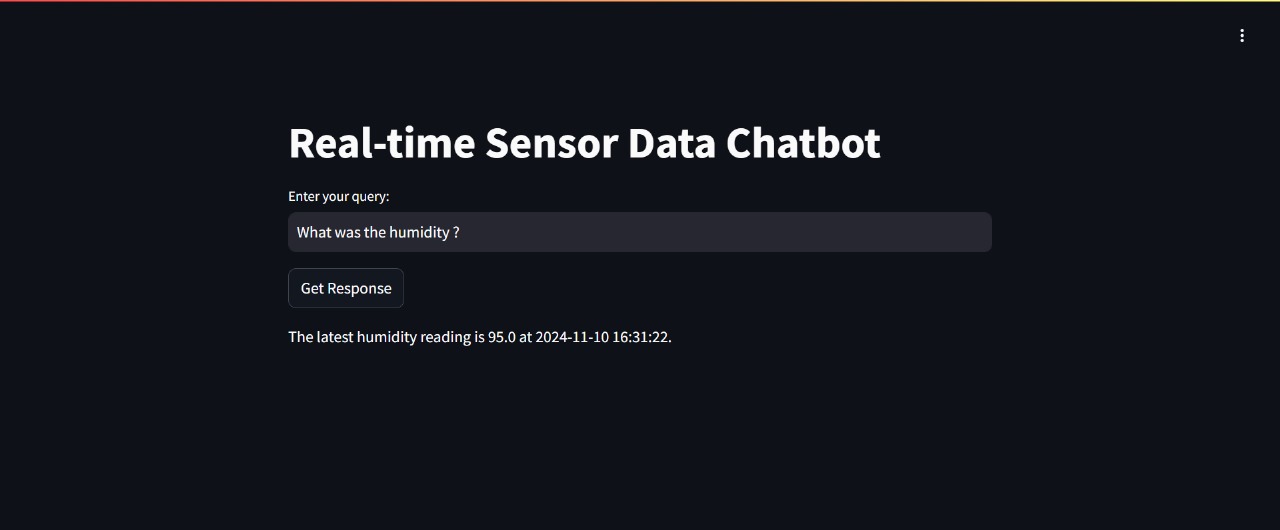 Real-time Sensor Data Chatbot
Enter your query:
What was the humidity ?
Get Response
The latest humidity reading is 95.0 at 2024-11-10 16:31:22.